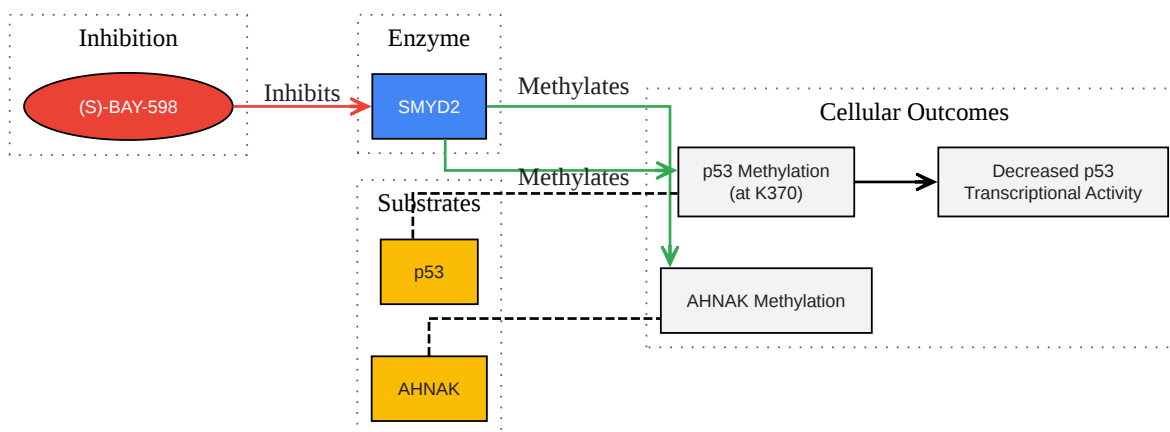 Inhibition
(S)-BAY-598
Inhibits
Enzyme
SMYD2
Methylates
Methylates
Substrates
p53
AHNAK
Cellular Outcomes
p53 Methylation
(at K370)
Decreased p53
Transcriptional Activity
AHNAK Methylation